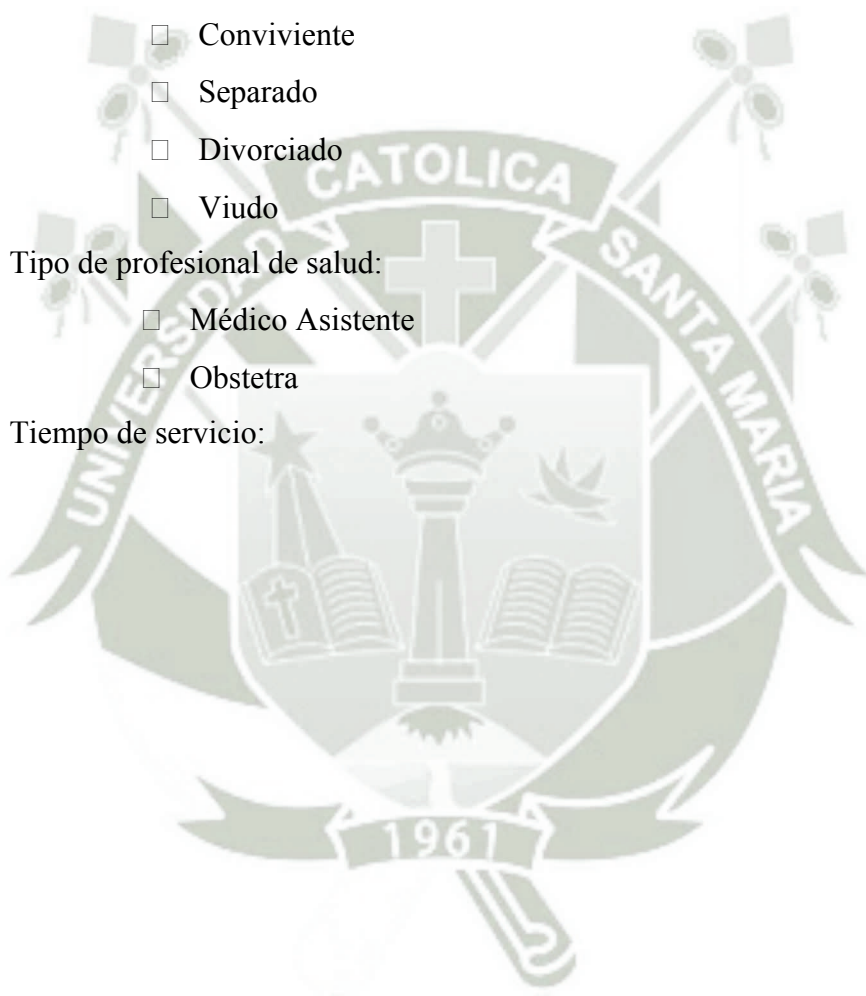 ☐ Conviviente
☐ Separado
☐ Divorciado
☐ Viudo
Tipo de profesional de salud:
☐ Médico Asistente
☐ Obstetra
Tiempo de servicio:
UNIVERSIDAD CATOLICA SANTA MARIA
1961